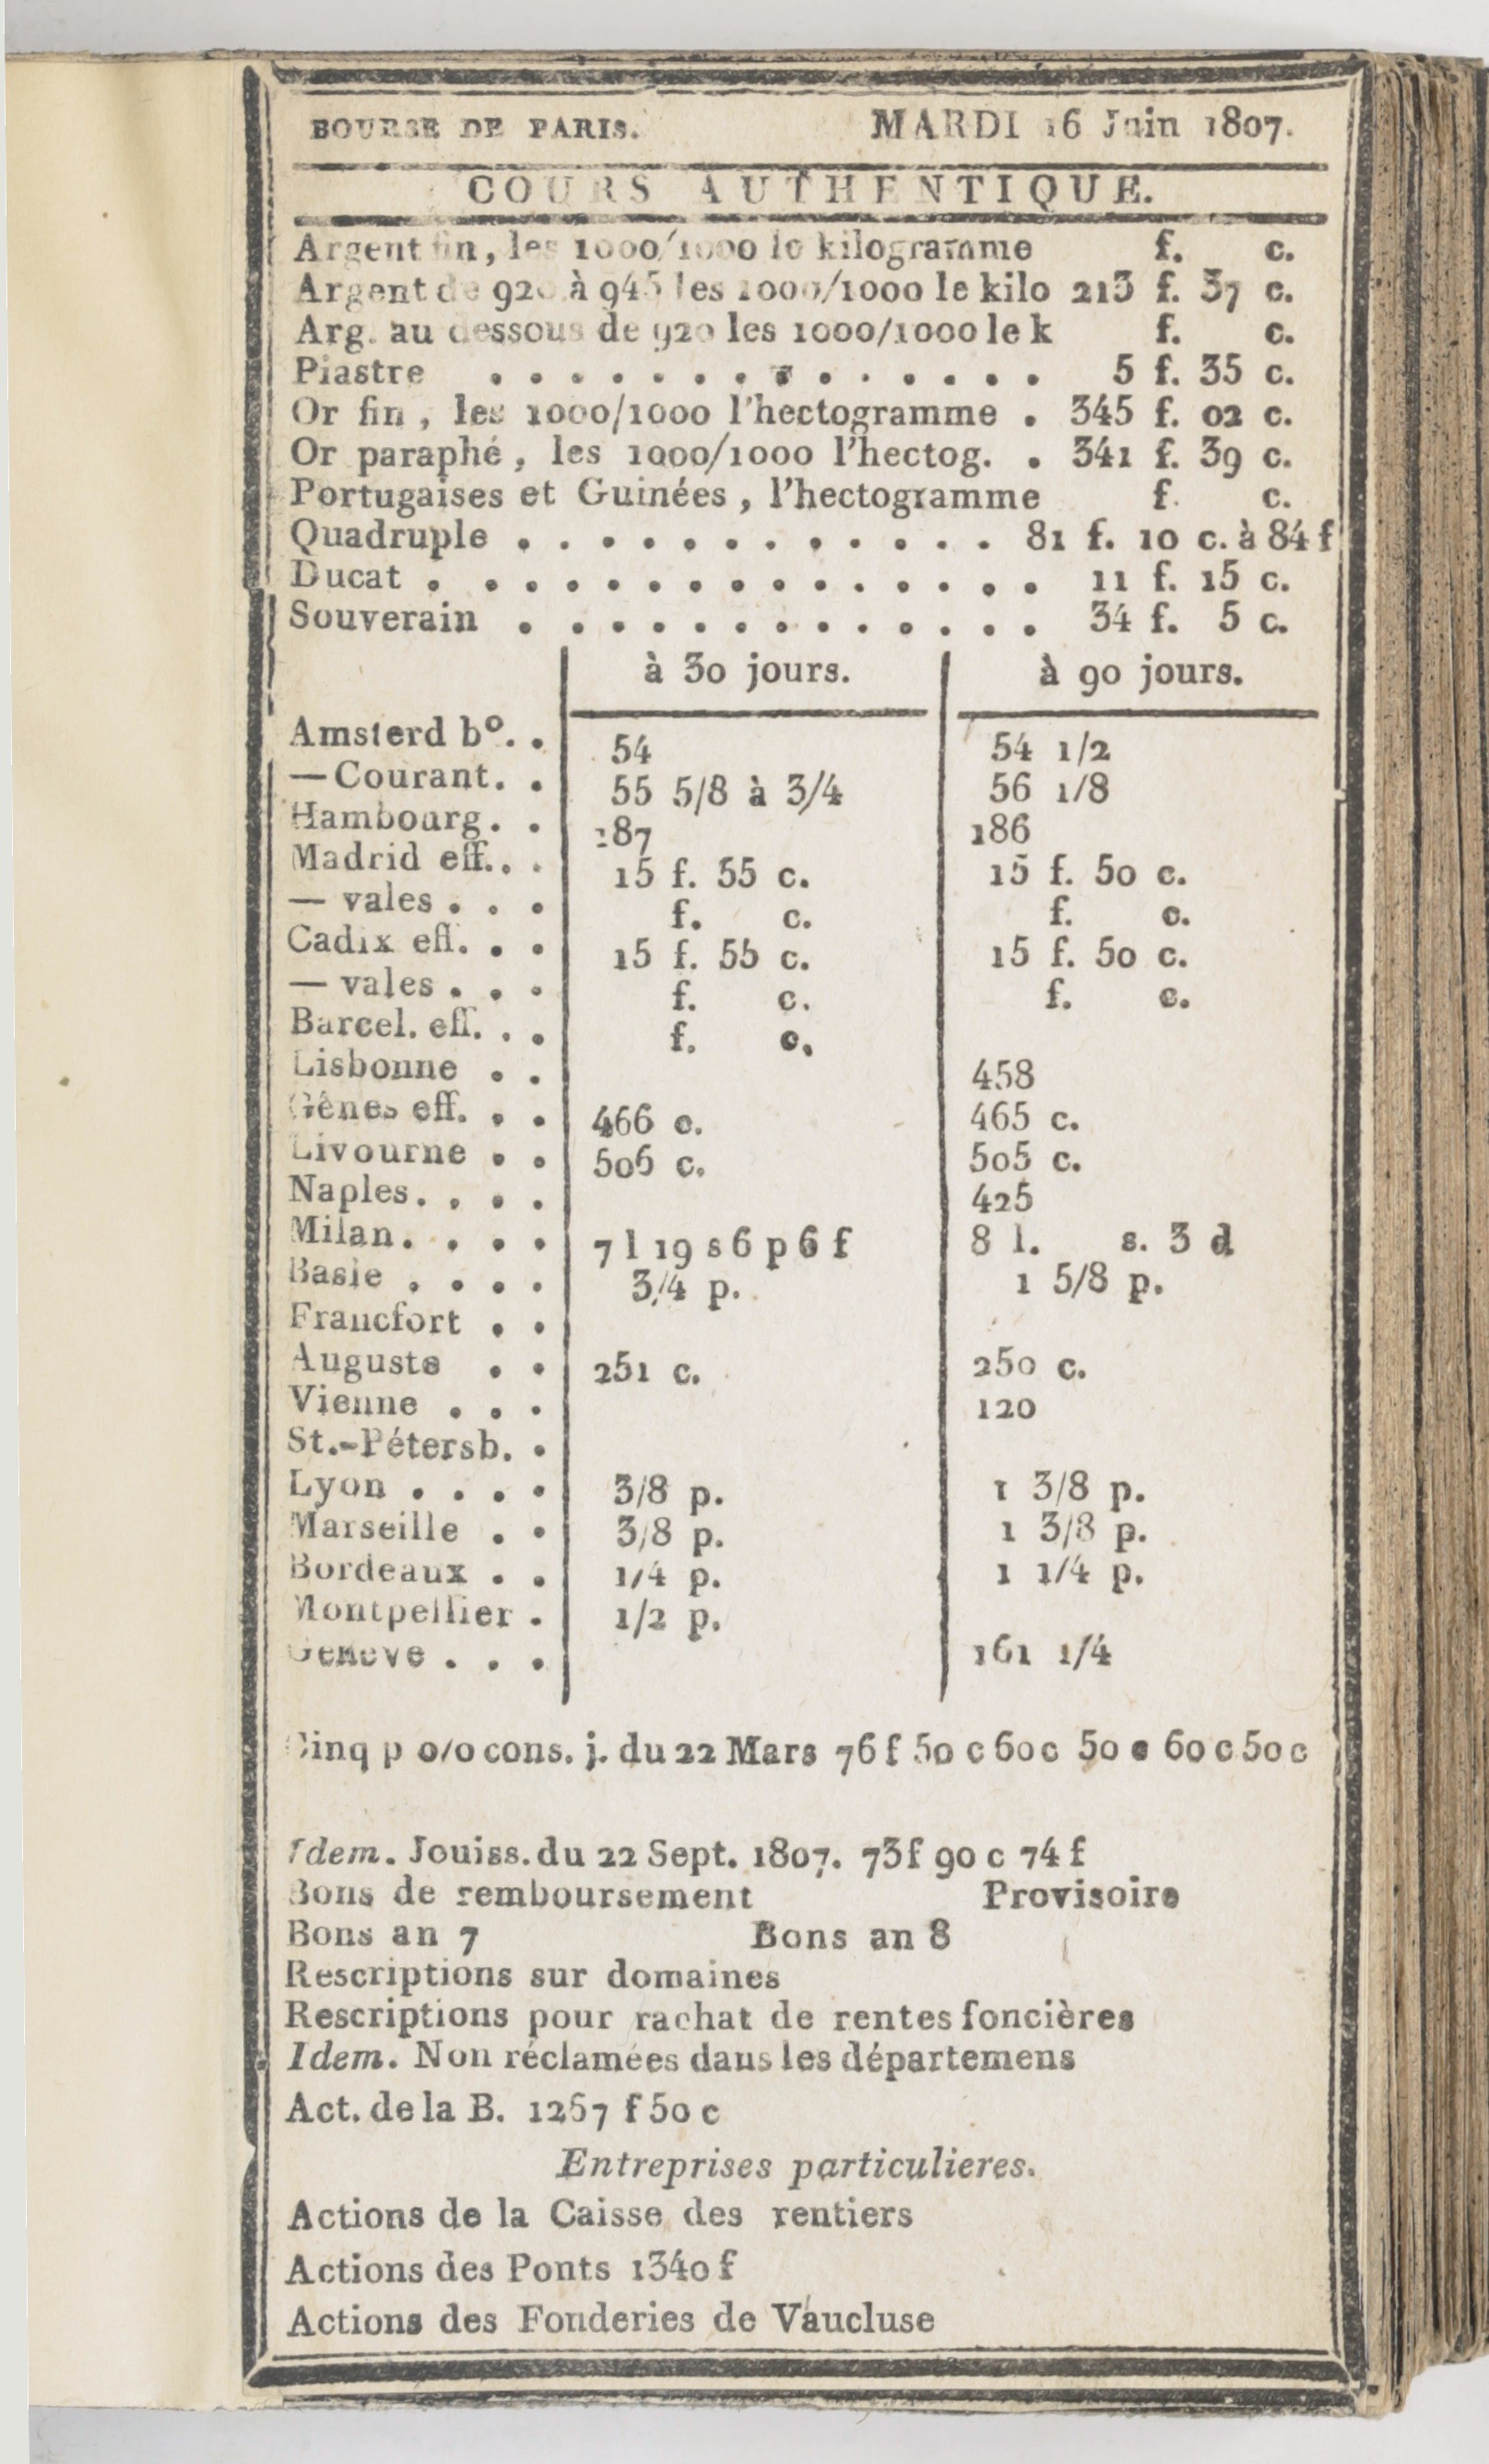 BOURSE DE PARIS. MARDI 16 Juin 1807.
COURS AUTHENTIQUE.
Argent fin, les 1000/1000 le kilogramme f. c.
Argent de 920 à 945 les 1000/1000 le kilo 213 f. 37 c.
Arg. au dessous de 920 les 1000/1000 le k f. c.
Piastre . . . . . . . . . . . . . . 5 f. 35 c.
Or fin, les 1000/1000 l'hectogramme . 345 f. 02 c.
Or paraphé, les 1000/1000 l'hectog. . 341 f. 39 c.
Portugaises et Guinées, l'hectogramme f. c.
Quadruple . . . . . . . . . . . . 81 f. 10 c. à 84 f
Ducat . . . . . . . . . . . . . . . 11 f. 15 c.
Souverain . . . . . . . . . . . . . 34 f. 5 c.
à 30 jours. à 90 jours.
Amsterd bº. . 54 54 1/2
—Courant. . 55 5/8 à 3/4 56 1/8
Hambourg. . 187 186
Madrid eff.. . 15 f. 55 c. 15 f. 50 c.
— vales . . . f. c. f. c.
Cadix eff. . . 15 f. 55 c. 15 f. 50 c.
— vales . . . f. c. f. c.
Barcel. eff. . . f. c.
Lisbonne . . 458
Gênes eff. . . 466 c. 465 c.
Livourne . . 506 c. 505 c.
Naples. . . . 425
Milan. . . . 7 l 19 s 6 p 6 f 8 l. s. 3 d
Basle . . . . 3/4 p. 1 5/8 p.
Francfort . .
Auguste . . 251 c. 250 c.
Vienne . . . 120
St.-Pétersb. .
Lyon . . . . 3/8 p. 1 3/8 p.
Marseille . . 3/8 p. 1 3/8 p.
Bordeaux . . 1/4 p. 1 1/4 p.
Montpellier . 1/2 p.
Geneve . . . 161 1/4
Cinq p 0/0 cons. j. du 22 Mars 76 f 50 c 60 c 50 c 60 c 50 c
Idem. Jouiss. du 22 Sept. 1807. 73 f 90 c 74 f
Bons de remboursement Provisoire
Bons an 7 Bons an 8
Rescriptions sur domaines
Rescriptions pour rachat de rentes foncières
Idem. Non réclamées dans les départemens
Act. de la B. 1257 f 50 c
Entreprises particulieres.
Actions de la Caisse des rentiers
Actions des Ponts 1340 f
Actions des Fonderies de Vaucluse